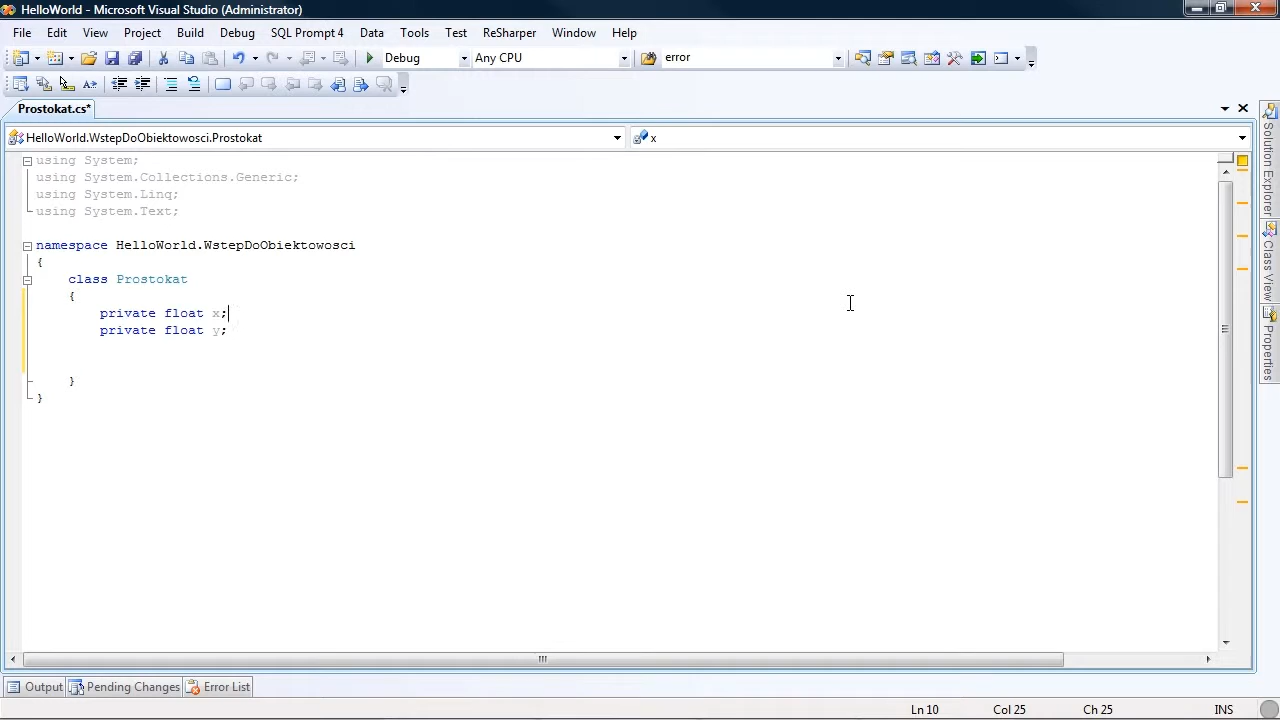 HelloWorld - Microsoft Visual Studio (Administrator)
File Edit View Project Build Debug SQL Prompt 4 Data Tools Test ReSharper Window Help
Debug Any CPU error
Prostokat.cs*
HelloWorld.WstepDoObiektowosci.Prostokat x
using System;
using System.Collections.Generic;
using System.Linq;
using System.Text;
namespace HelloWorld.WstepDoObiektowosci
{
class Prostokat
{
private float x;
private float y;
}
}
Solution Explorer
Class View
Properties
Output Pending Changes Error List
Ln 10 Col 25 Ch 25 INS